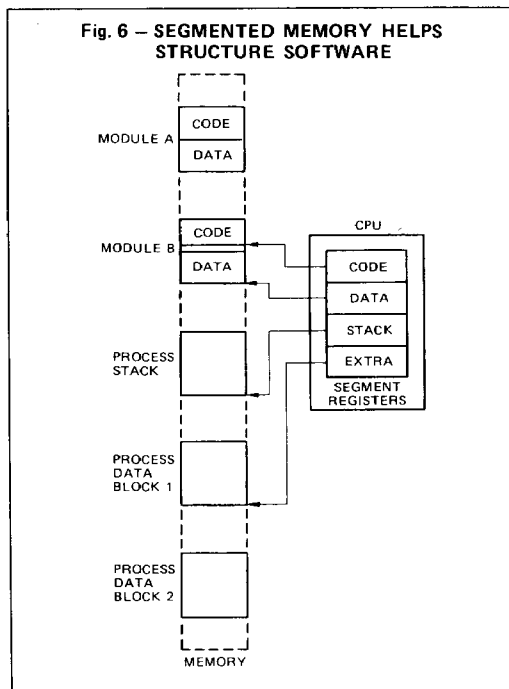 Fig. 6 – SEGMENTED MEMORY HELPS
STRUCTURE SOFTWARE
MODULE A
CODE
DATA
MODULE B
CODE
DATA
PROCESS
STACK
PROCESS
DATA
BLOCK 1
PROCESS
DATA
BLOCK 2
MEMORY
CPU
CODE
DATA
STACK
EXTRA
SEGMENT
REGISTERS